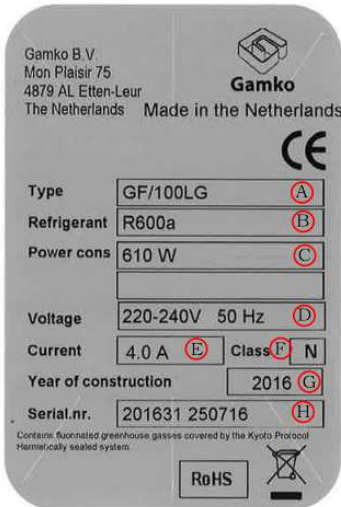 Gamko B.V.
Mon Plaisir 75
4879 AL Etten-Leur
The Netherlands
Gamko
Made in the Netherlands
CE
Type GF/100LG A
Refrigerant R600a B
Power cons 610 W C
Voltage 220-240V 50 Hz D
Current 4.0 A E Class F N
Year of construction 2016 G
Serial.nr. 201631 250716 H
Contains fluonnated greenhouse gasses covered by the Kyoto Protocol
Hermetically sealed system
RoHS